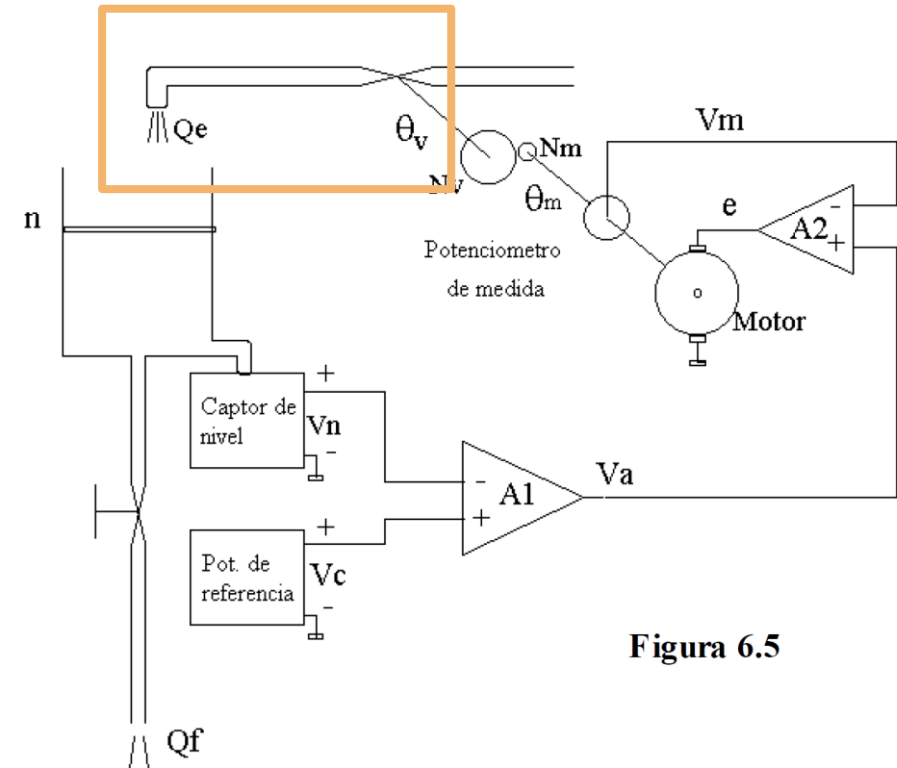 Qe
θv
Nv
Nm
θm
Vm
n
e
A2
-
+
Potenciometro
de medida
Motor
Captor de
nivel
+
Vn
-
Va
A1
-
+
Pot. de
referencia
+
Vc
-
Figura 6.5
Qf